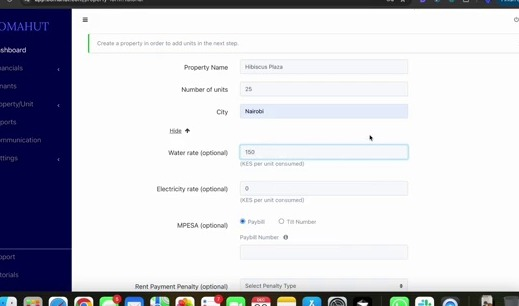 OMAHUT
shboard
ancials
nants
operty/Unit
ports
mmunication
ttings
pport
torials
Create a property in order to add units in the next step.
Property Name
Hibiscus Plaza
Number of units
25
City
Nairobi
Hide
Water rate (optional)
150
(KES per unit consumed)
Electricity rate (optional)
0
(KES per unit consumed)
MPESA (optional)
Paybill
Till Number
Paybill Number
Rent Payment Penalty (optional)
Select Penalty Type